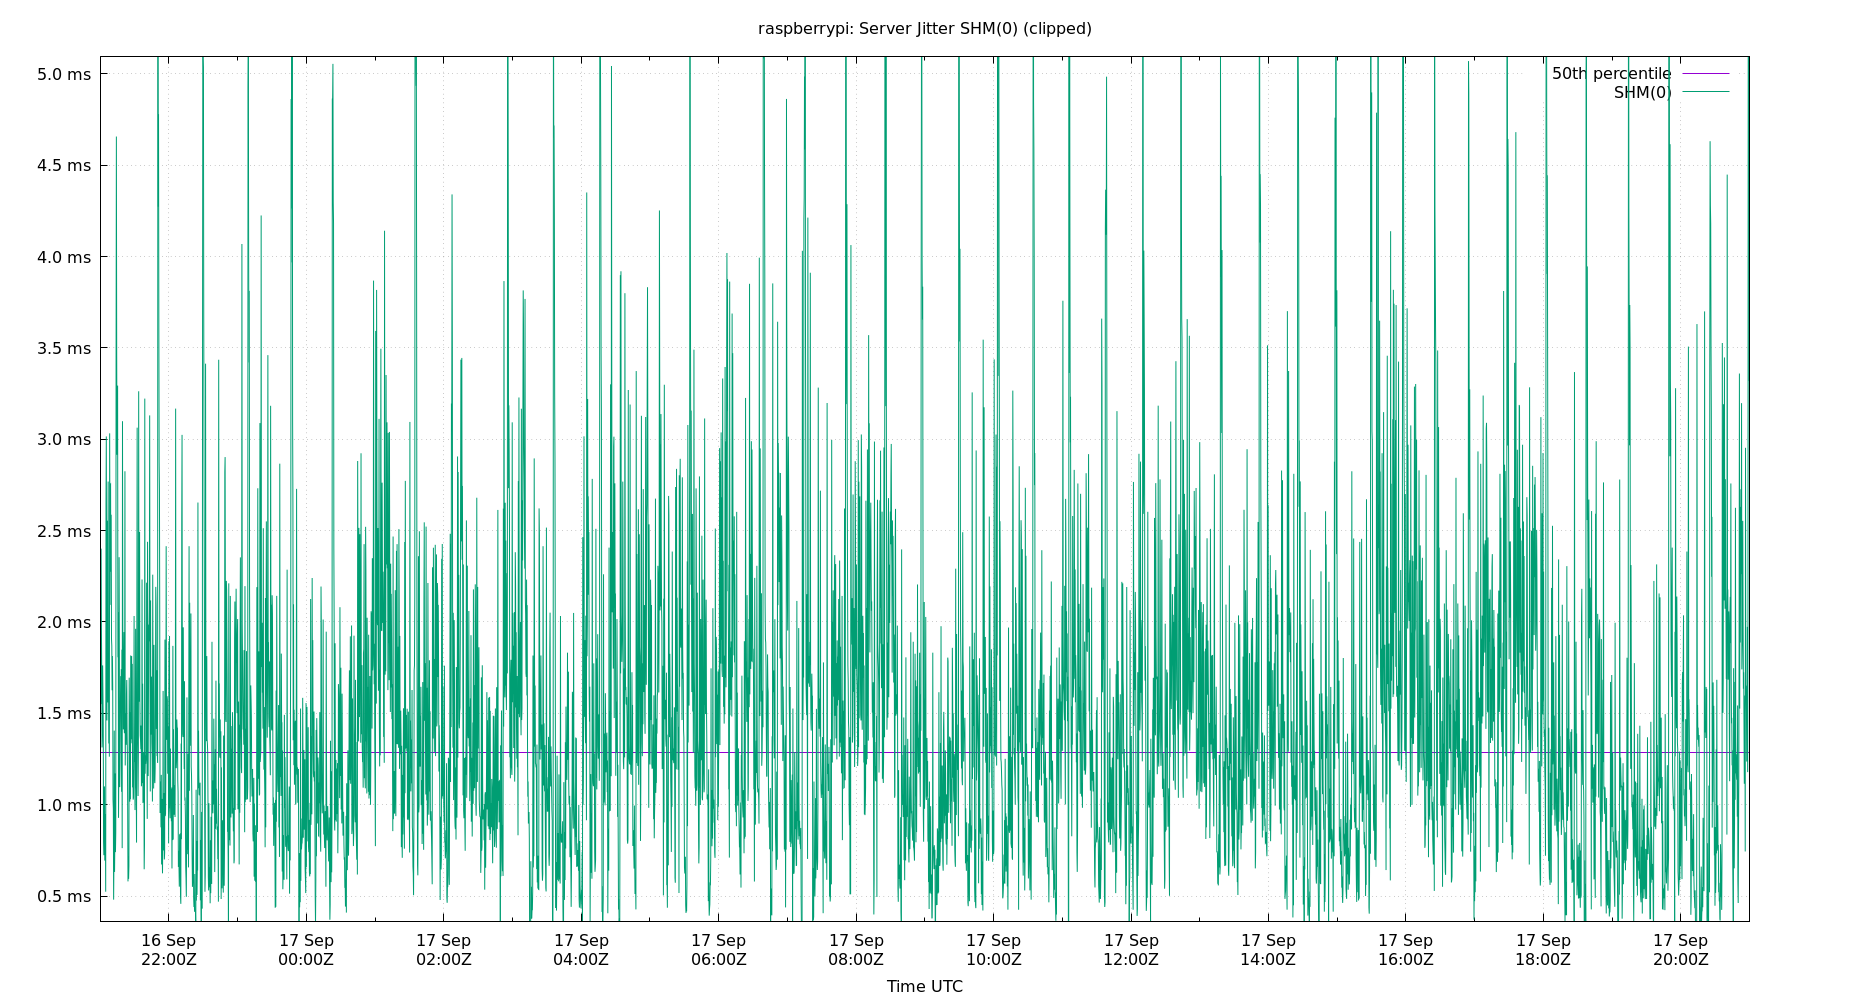 raspberrypi: Server Jitter SHM(0) (clipped)
5.0 ms
50th percentile
SHM(0)
4.5 ms
4.0 ms
3.5 ms
3.0 ms
2.5 ms
2.0 ms
1.5 ms
1.0 ms
0.5 ms
16 Sep 17 Sep 17 Sep 17 Sep 17 Sep 17 Sep 17 Sep 17 Sep 17 Sep 17 Sep 17 Sep 17 Sep
22:00Z 00:00Z 02:00Z 04:00Z 06:00Z 08:00Z 10:00Z 12:00Z 14:00Z 16:00Z 18:00Z 20:00Z
Time UTC